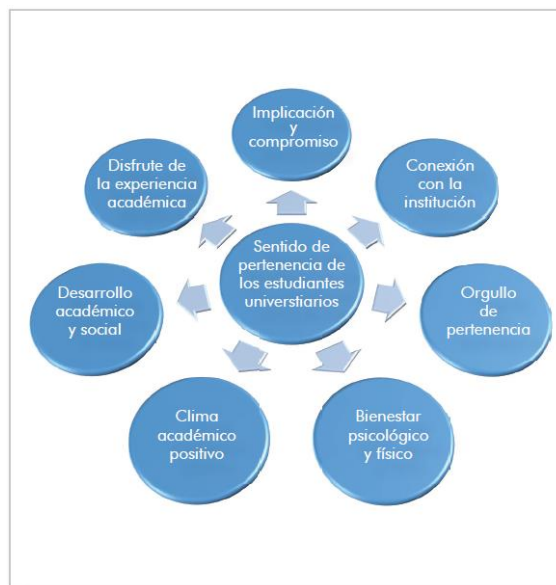 Implicación
y
compromiso
Conexión
con la
institución
Orgullo
de
pertenencia
Bienestar
psicológico
y físico
Clima
académico
positivo
Desarrollo
académico
y social
Disfrute de
la experiencia
académica
Sentido de
pertenencia de
los estudiantes
universtiarios